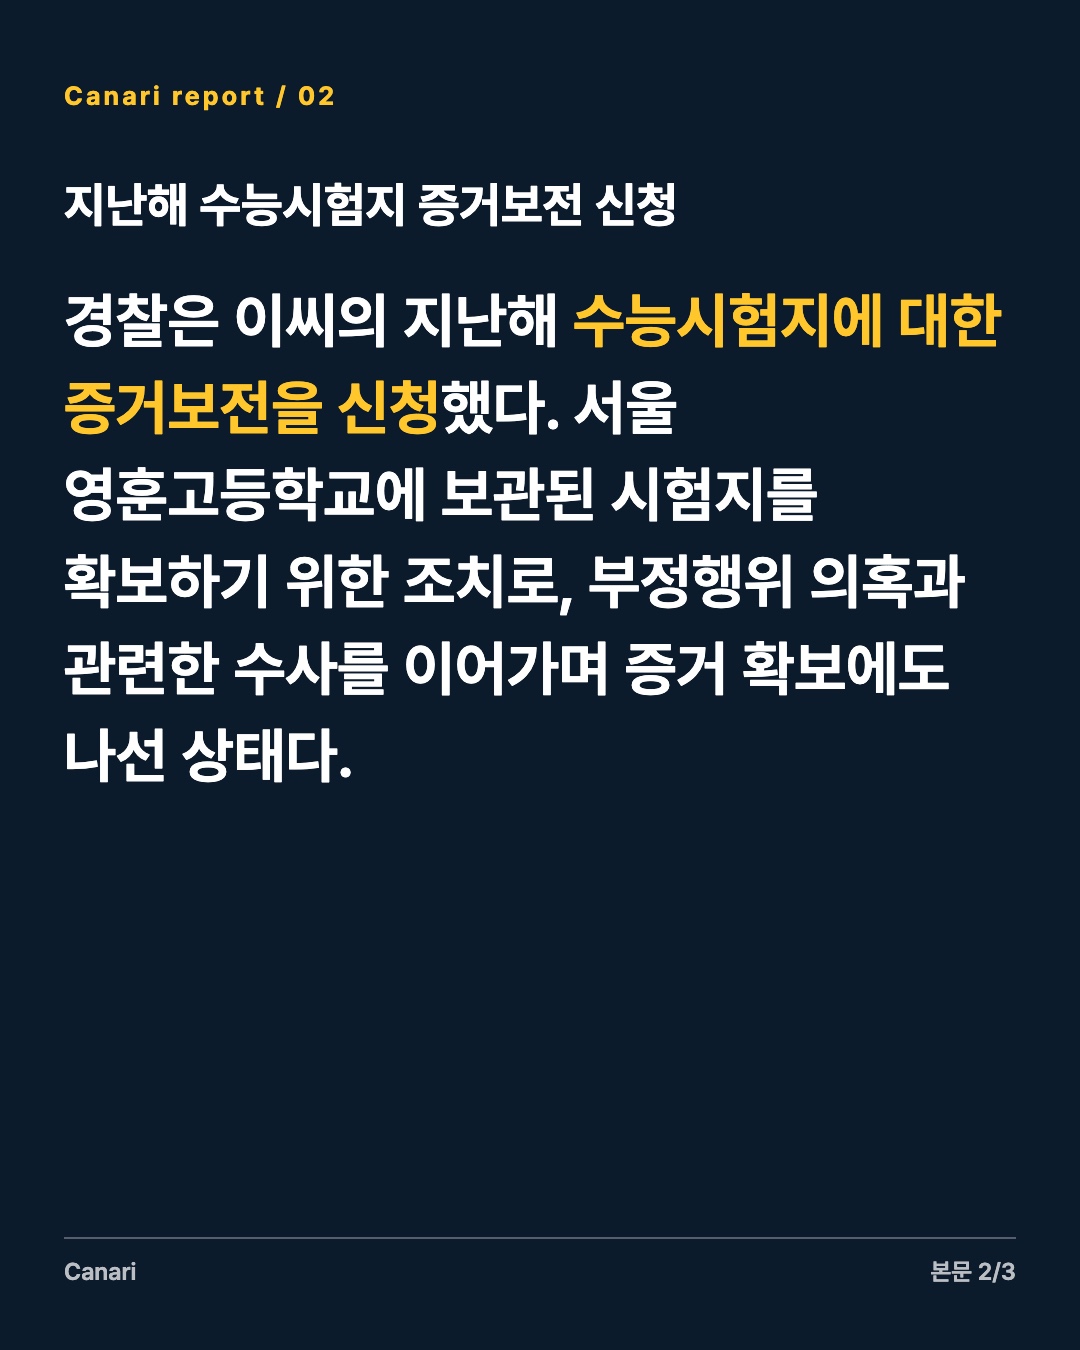 Canari report / 02
지난해 수능시험지 증거보전 신청
경찰은 이씨의 지난해 수능시험지에 대한
증거보전을 신청했다. 서울
영훈고등학교에 보관된 시험지를
확보하기 위한 조치로, 부정행위 의혹과
관련한 수사를 이어가며 증거 확보에도
나선 상태다.
Canari
본문 2/3